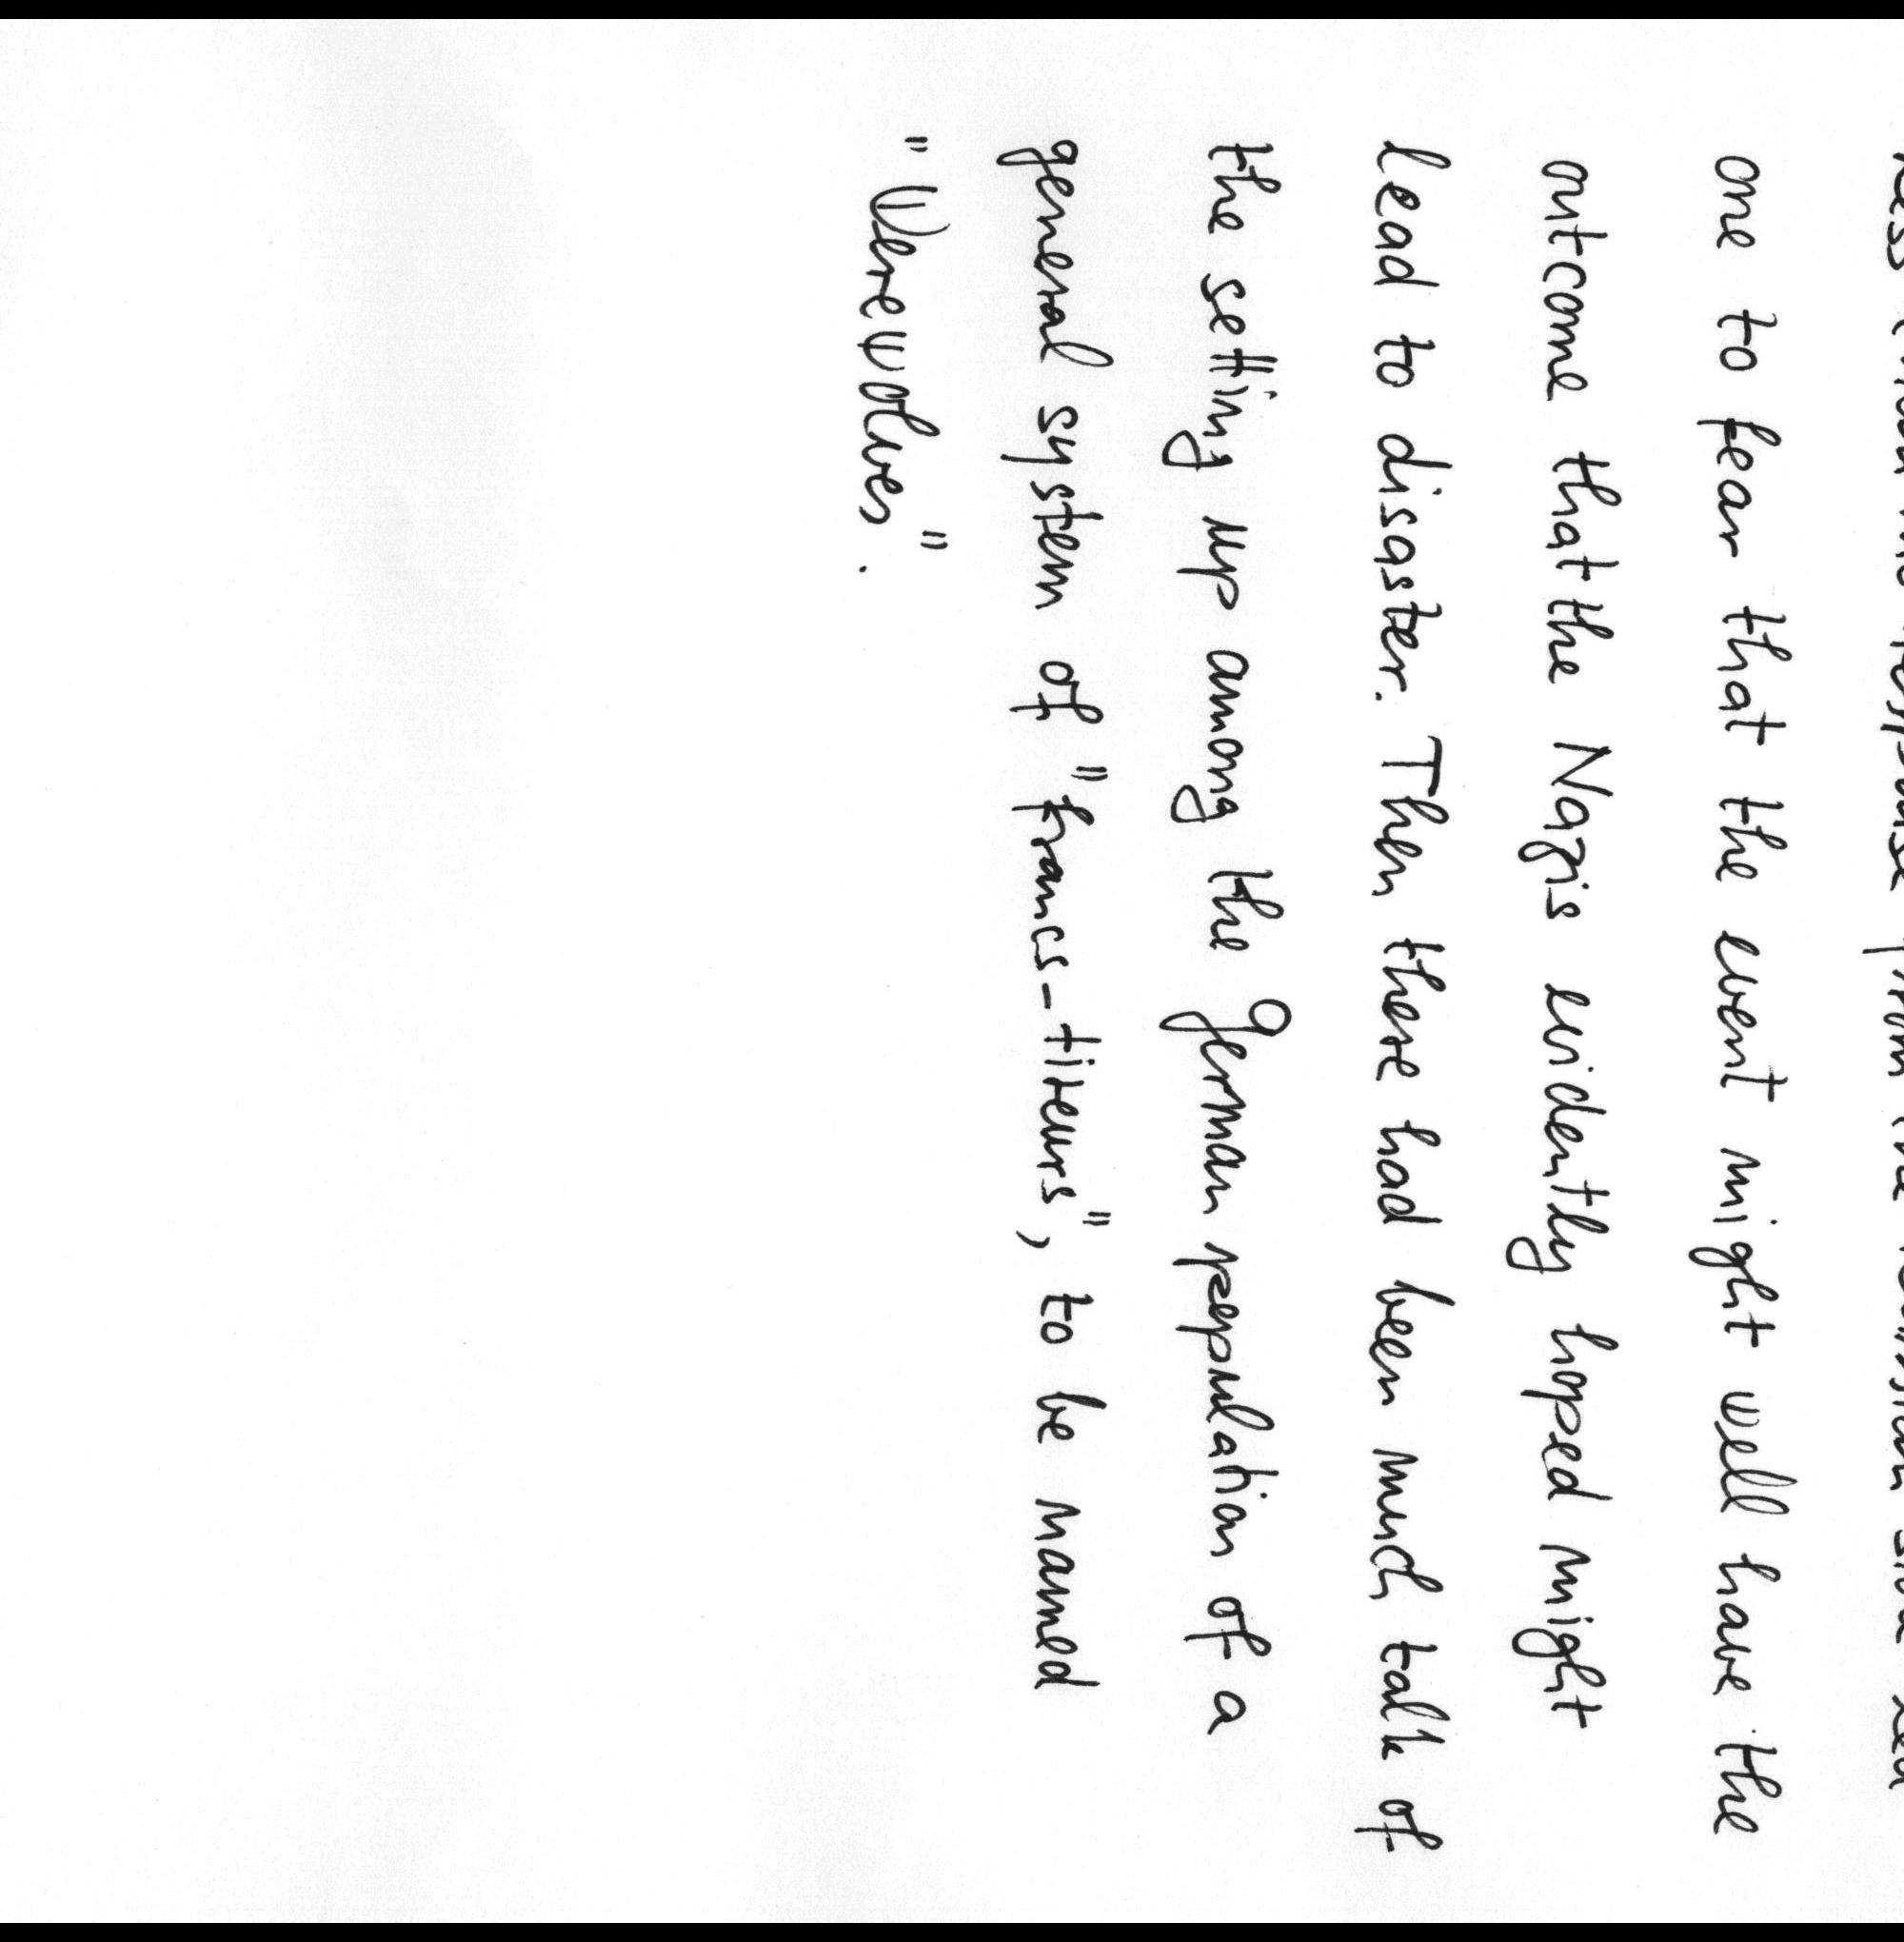 one to fear that the event might well have the
outcome that the Nazis evidently hoped might
lead to disaster. Then there had been much talk of
the setting up among the German population of a
general system of "francs-tireurs", to be named
"Werewolves".